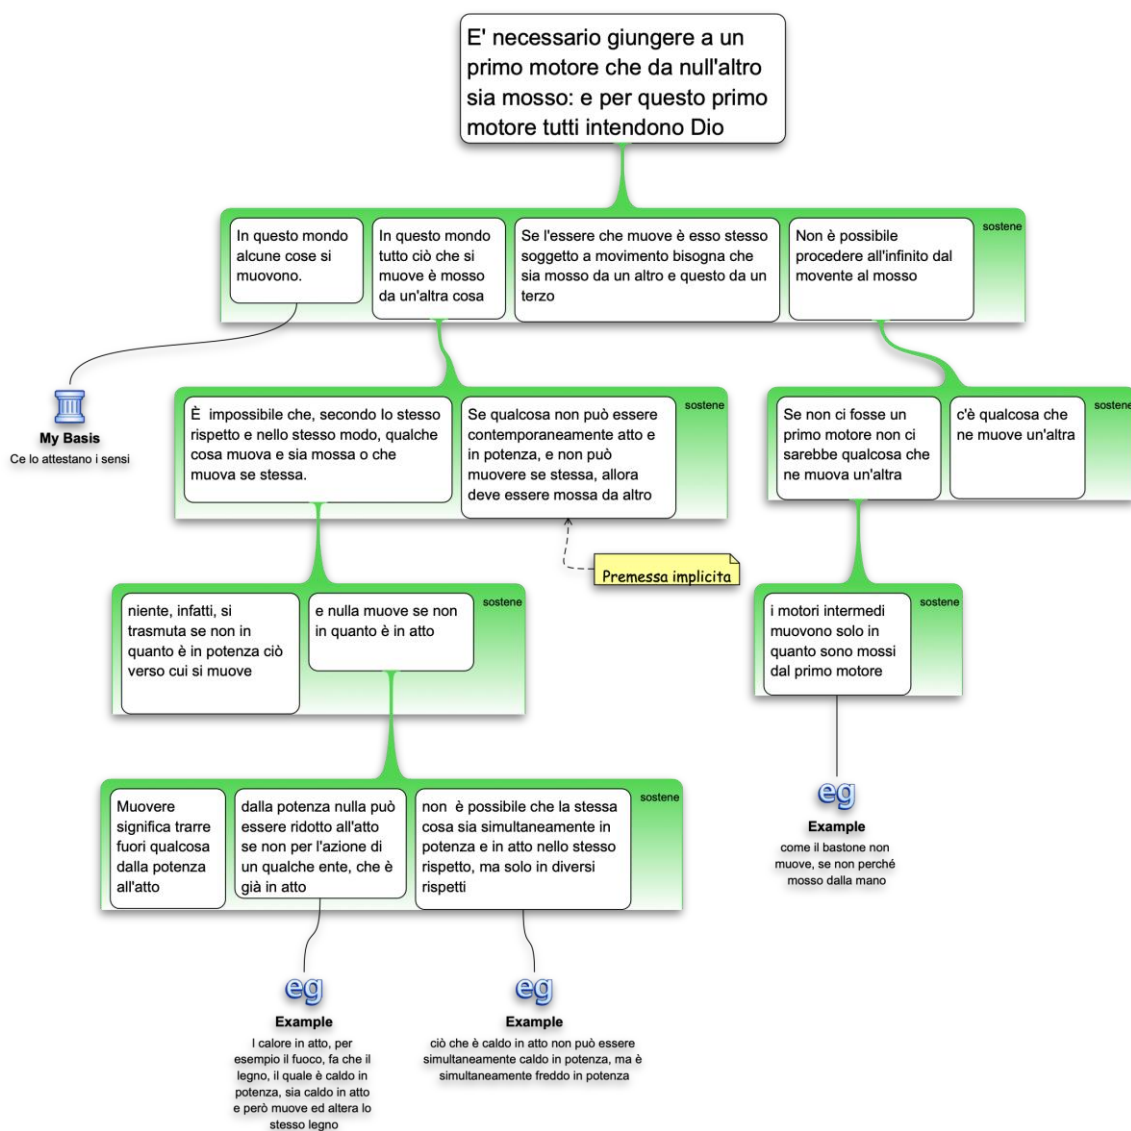 E' necessario giungere a un
primo motore che da null'altro
sia mosso: e per questo primo
motore tutti intendono Dio
sostene
In questo mondo
alcune cose si
muovono.
In questo mondo
tutto ciò che si
muove è mosso
da un'altra cosa
Se l'essere che muove è esso stesso
soggetto a movimento bisogna che
sia mosso da un altro e questo da un
terzo
Non è possibile
procedere all'infinito dal
movente al mosso
My Basis
Ce lo attestano i sensi
sostene
È  impossibile che, secondo lo stesso
rispetto e nello stesso modo, qualche
cosa muova e sia mossa o che
muova se stessa.
Se qualcosa non può essere
contemporaneamente atto e
in potenza, e non può
muovere se stessa, allora
deve essere mossa da altro
Premessa implicita
sostene
Se non ci fosse un
primo motore non ci
sarebbe qualcosa che
ne muova un'altra
c'è qualcosa che
ne muove un'altra
sostene
niente, infatti, si
trasmuta se non in
quanto è in potenza ciò
verso cui si muove
e nulla muove se non
in quanto è in atto
sostene
i motori intermedi
muovono solo in
quanto sono mossi
dal primo motore
eg
Example
come il bastone non
muove, se non perché
mosso dalla mano
sostene
Muovere
significa trarre
fuori qualcosa
dalla potenza
all'atto
dalla potenza nulla può
essere ridotto all'atto
se non per l'azione di
un qualche ente, che è
già in atto
non  è possibile che la stessa
cosa sia simultaneamente in
potenza e in atto nello stesso
rispetto, ma solo in diversi
rispetti
eg
Example
l calore in atto, per
esempio il fuoco, fa che il
legno, il quale è caldo in
potenza, sia caldo in atto
e però muove ed altera lo
stesso legno
eg
Example
ciò che è caldo in atto non può essere
simultaneamente caldo in potenza, ma è
simultaneamente freddo in potenza